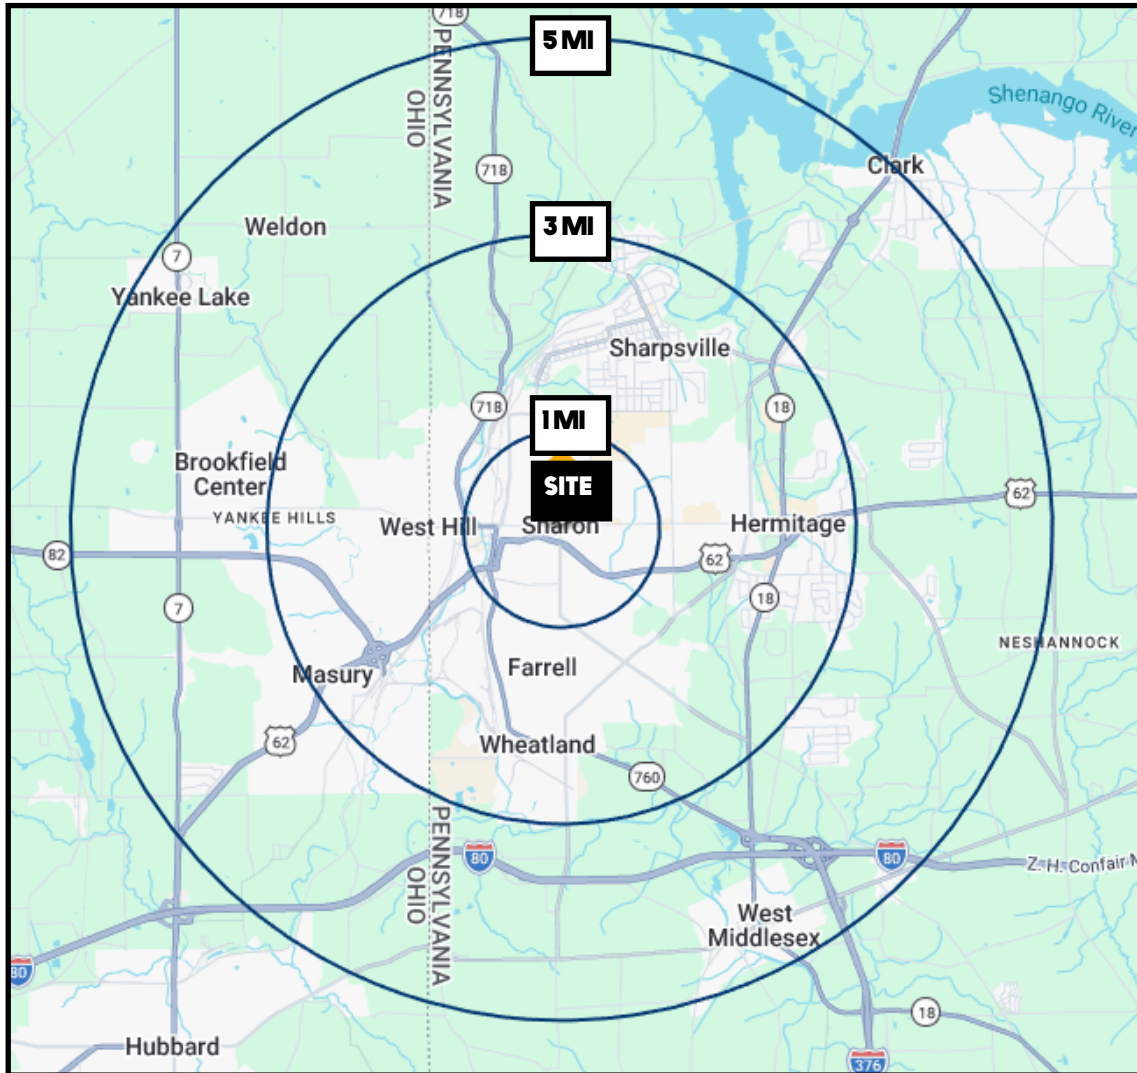 718
5 MI
PENNSYLVANIA
OHIO
Shenango River
Clark
718
3 MI
Weldon
7
Yankee Lake
Sharpsville
718
1 MI
18
Brookfield
Center
SITE
62
YANKEE HILLS
West Hill
Sharon
Hermitage
82
62
7
18
NESHANNOCK
Masury
Farrell
62
Wheatland
760
PENNSYLVANIA
OHIO
80
80
Z. H. Confair M
West
Middlesex
80
18
Hubbard
376